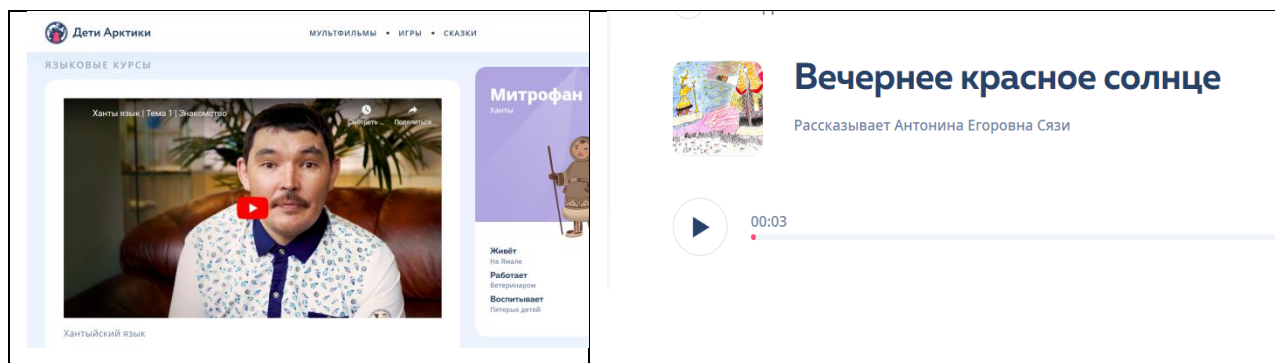 Дети Арктики
МУЛЬТФИЛЬМЫ • ИГРЫ • СКАЗКИ
ЯЗЫКОВЫЕ КУРСЫ
Ханты язык | Тема 1 | Знакомство
Смотреть ...
Поделиться
Хантыйский язык
Митрофан
Ханты
Живёт
На Ямале
Работает
Ветеринаром
Воспитывает
Пятерых детей
Вечернее красное солнце
Рассказывает Антонина Егоровна Сязи
00:03